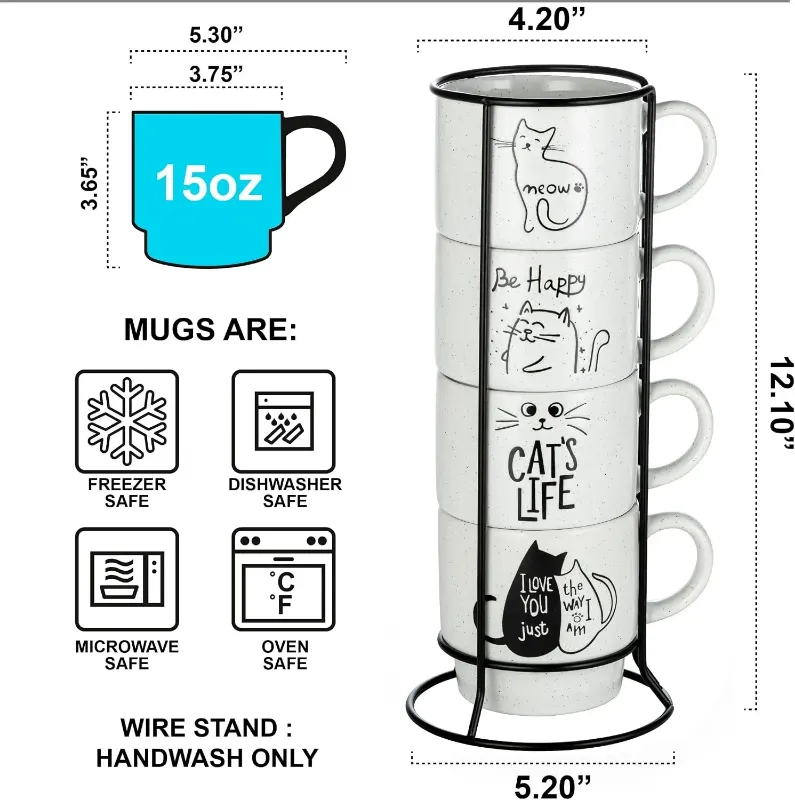 5.30”
3.75”
3.65”
15oz
MUGS ARE:
FREEZER
SAFE
DISHWASHER
SAFE
MICROWAVE
SAFE
°C
°F
OVEN
SAFE
WIRE STAND :
HANDWASH ONLY
4.20”
12.10”
5.20”
meow
Be Happy
CAT'S
LIFE
I LOVE
YOU
just
the
WAY I
AM